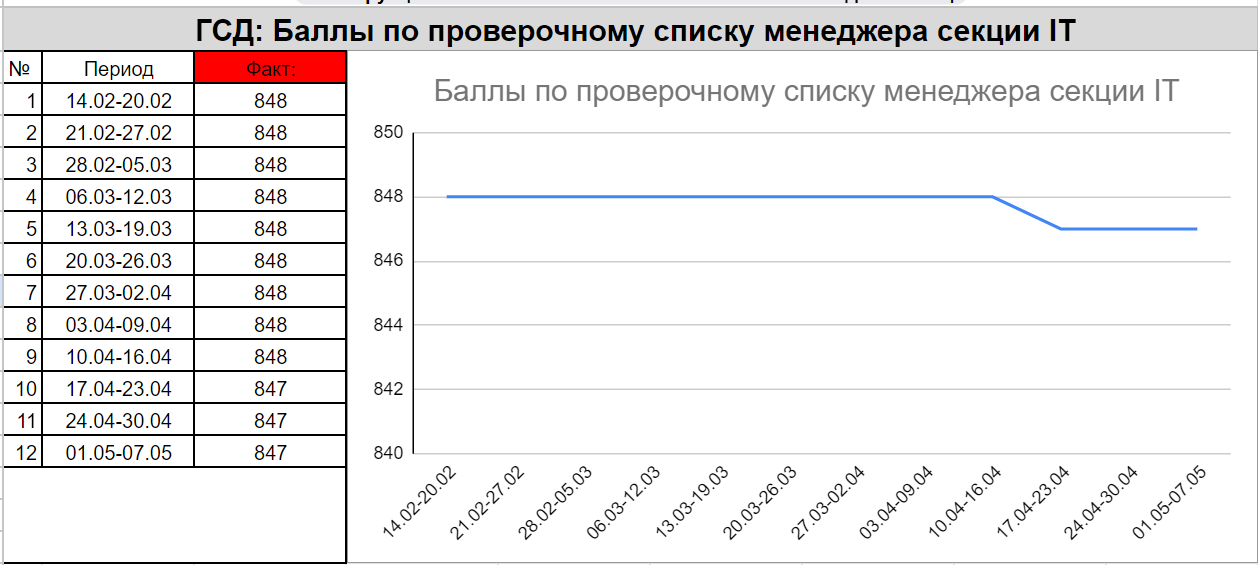 ГСД: Баллы по проверочному списку менеджера секции IT
№ Период Факт:
1 14.02-20.02 848
2 21.02-27.02 848
3 28.02-05.03 848
4 06.03-12.03 848
5 13.03-19.03 848
6 20.03-26.03 848
7 27.03-02.04 848
8 03.04-09.04 848
9 10.04-16.04 848
10 17.04-23.04 847
11 24.04-30.04 847
12 01.05-07.05 847
Баллы по проверочному списку менеджера секции IT
850
848
846
844
842
840
14.02-20.02
21.02-27.02
28.02-05.03
06.03-12.03
13.03-19.03
20.03-26.03
27.03-02.04
03.04-09.04
10.04-16.04
17.04-23.04
24.04-30.04
01.05-07.05